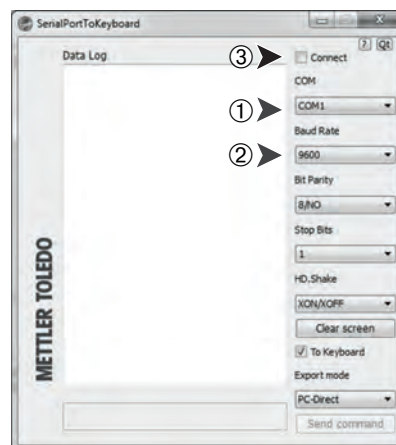 SerialPortToKeyboard
? Qt
Data Log
③ Connect
COM
① COM1
Baud Rate
② 9600
Bit Parity
8/NO
Stop Bits
1
HD.Shake
XON/XOFF
Clear screen
To Keyboard
Export mode
PC-Direct
Send command
METTLER TOLEDO